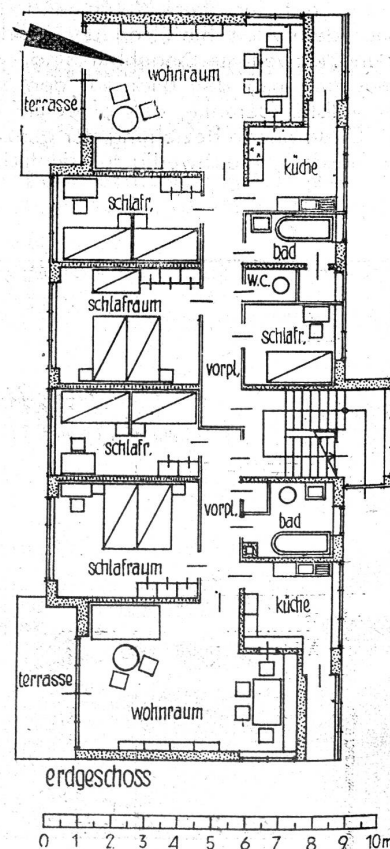 wohnraum
terrasse
küche
schlafr.
bad
w.c.
schlafraum
schlafr.
vorpl.
schlafr.
vorpl.
bad
schlafraum
küche
terrasse
wohnraum
erdgeschoss
0 1 2 3 4 5 6 7 8 9 10m